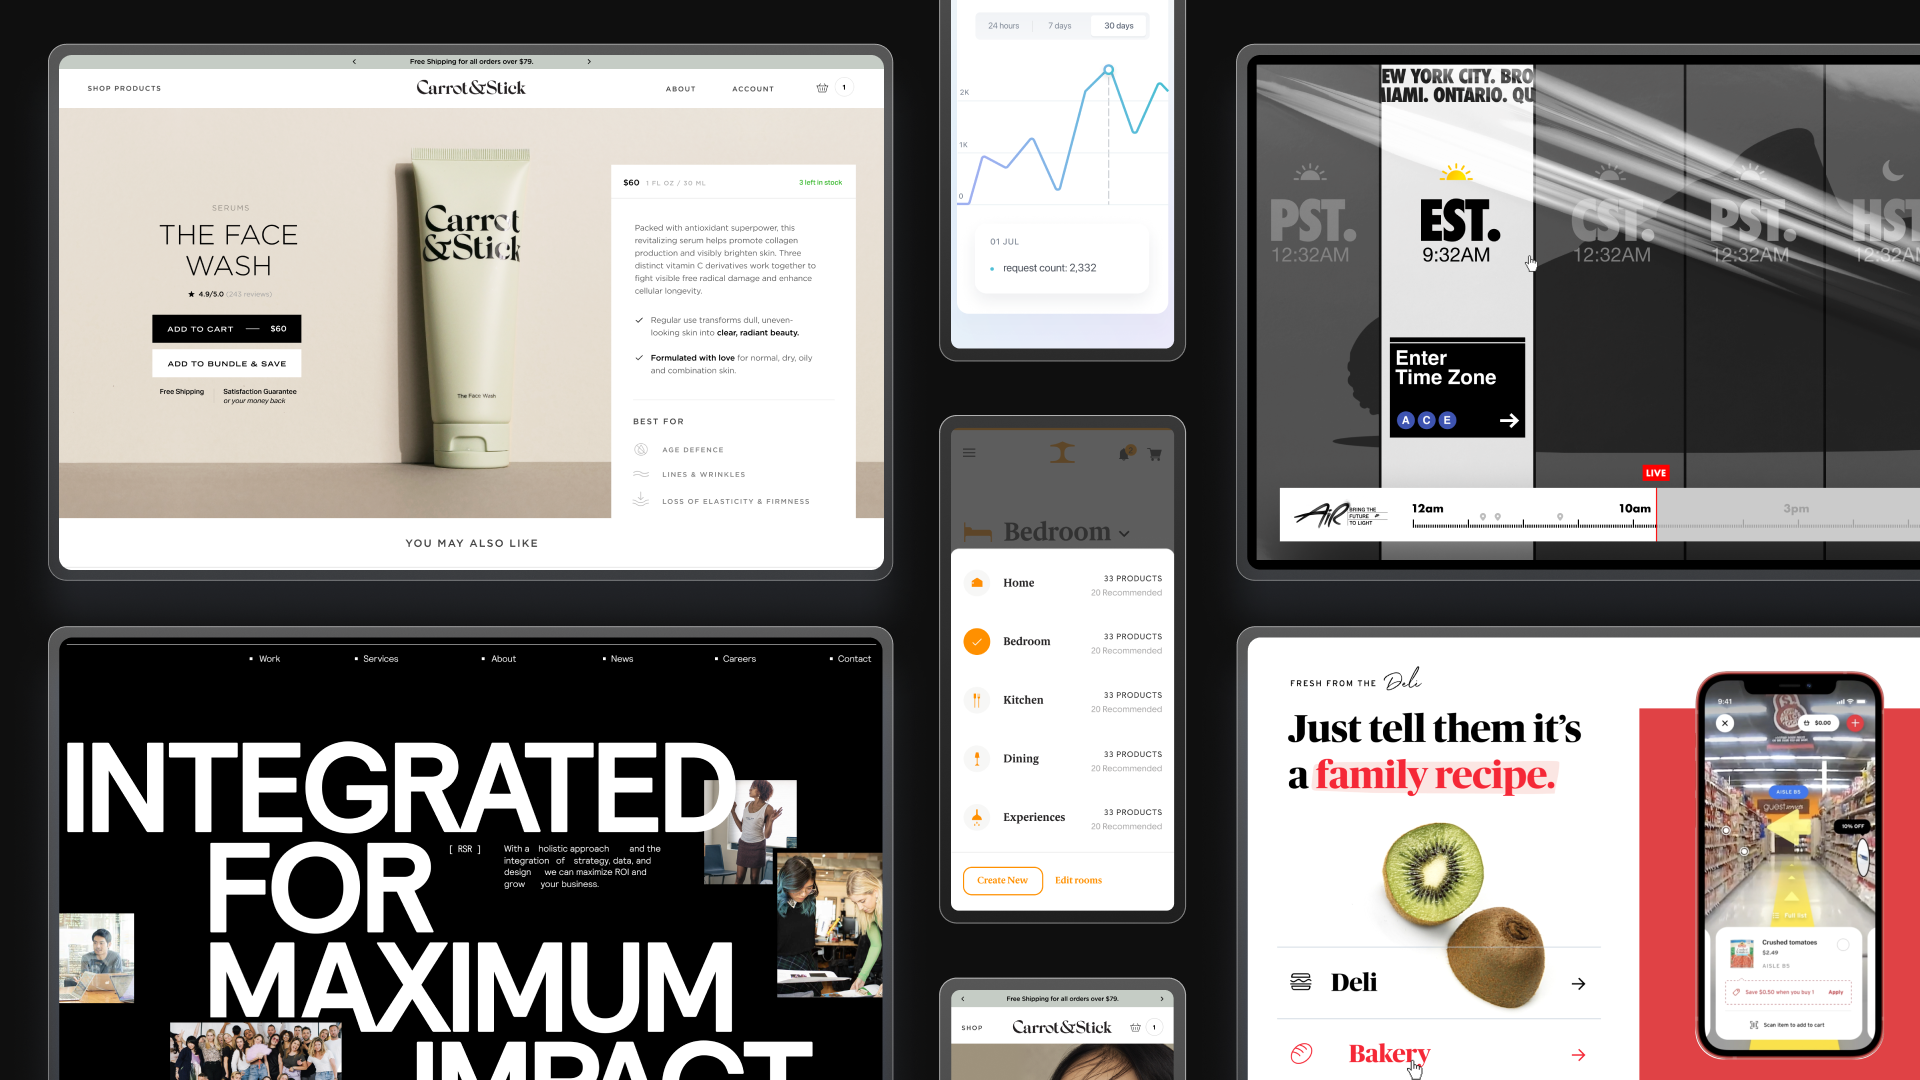 Free Shipping for all orders over $79.
SHOP PRODUCTS
Carrot&Stick
ABOUT
ACCOUNT
1
SERUMS
THE FACE
WASH
4.9/5.0 (243 reviews)
ADD TO CART — $60
ADD TO BUNDLE & SAVE
Free Shipping
Satisfaction Guarantee
or your money back
Carrot
&Stick
The Face Wash
$60 1 FL OZ / 30 ML
3 left in stock
Packed with antioxidant superpower, this
revitalizing serum helps promote collagen
production and visibly brighten skin. Three
distinct vitamin C derivatives work together to
fight visible free radical damage and enhance
cellular longevity.
Regular use transforms dull, uneven-
looking skin into clear, radiant beauty.
Formulated with love for normal, dry, oily
and combination skin.
BEST FOR
AGE DEFENCE
LINES & WRINKLES
LOSS OF ELASTICITY & FIRMNESS
YOU MAY ALSO LIKE
24 hours
7 days
30 days
2K
1K
0
01 JUL
request count: 2,332
EW YORK CITY. BRO
IIAMI. ONTARIO. QU
PST.
12:32AM
EST.
9:32AM
CST.
12:32AM
PST.
12:32AM
HST
12:32A
Enter
Time Zone
A C E
LIVE
AIR
BRING THE
FUTURE
TO LIGHT
12am
10am
3pm
Work
Services
About
News
Careers
Contact
INTEGRATED
FOR
MAXIMUM
IMPACT
[ RSR ]
With a holistic approach and the
integration of strategy, data, and
design we can maximize ROI and
grow your business.
Bedroom
Home
33 PRODUCTS
20 Recommended
Bedroom
33 PRODUCTS
20 Recommended
Kitchen
33 PRODUCTS
20 Recommended
Dining
33 PRODUCTS
20 Recommended
Experiences
33 PRODUCTS
20 Recommended
Create New
Edit rooms
Free Shipping for all orders over $79.
SHOP
Carrot&Stick
1
FRESH FROM THE Deli
Just tell them it's
a family recipe.
Deli
Bakery
9:41
$0.00
AISLE B5
10% OFF
Full list
Crushed tomatoes
$2.49
AISLE B5
Save $0.50 when you buy 1
Apply
Scan item to add to cart